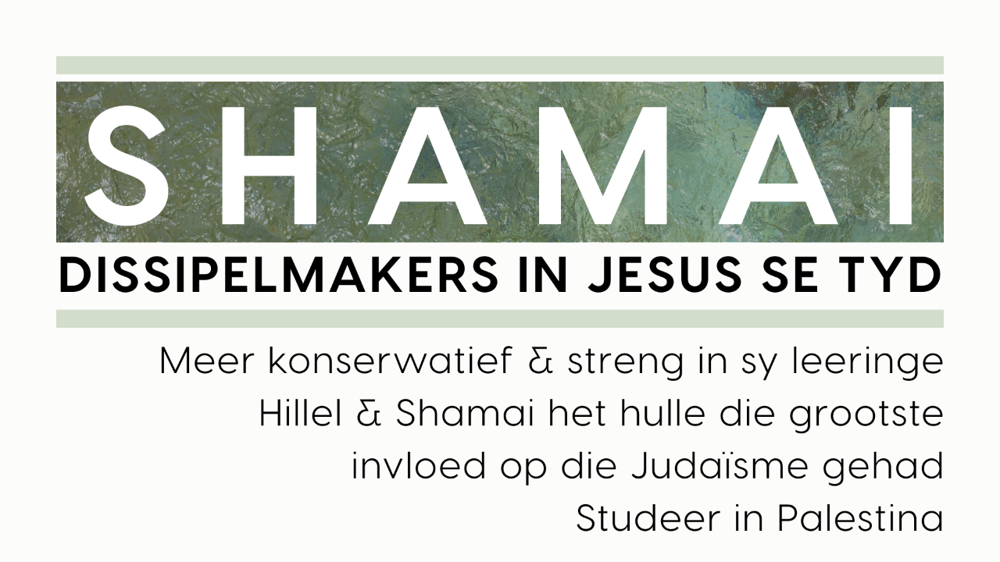 SHAMAI
DISSIPELMAKERS IN JESUS SE TYD
Meer konserwatief & streng in sy leeringe
Hillel & Shamai het hulle die grootste
invloed op die Judaïsme gehad
Studeer in Palestina